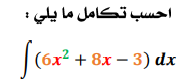 احسب تكامل ما يلي :
∫(6x² + 8x − 3) dx